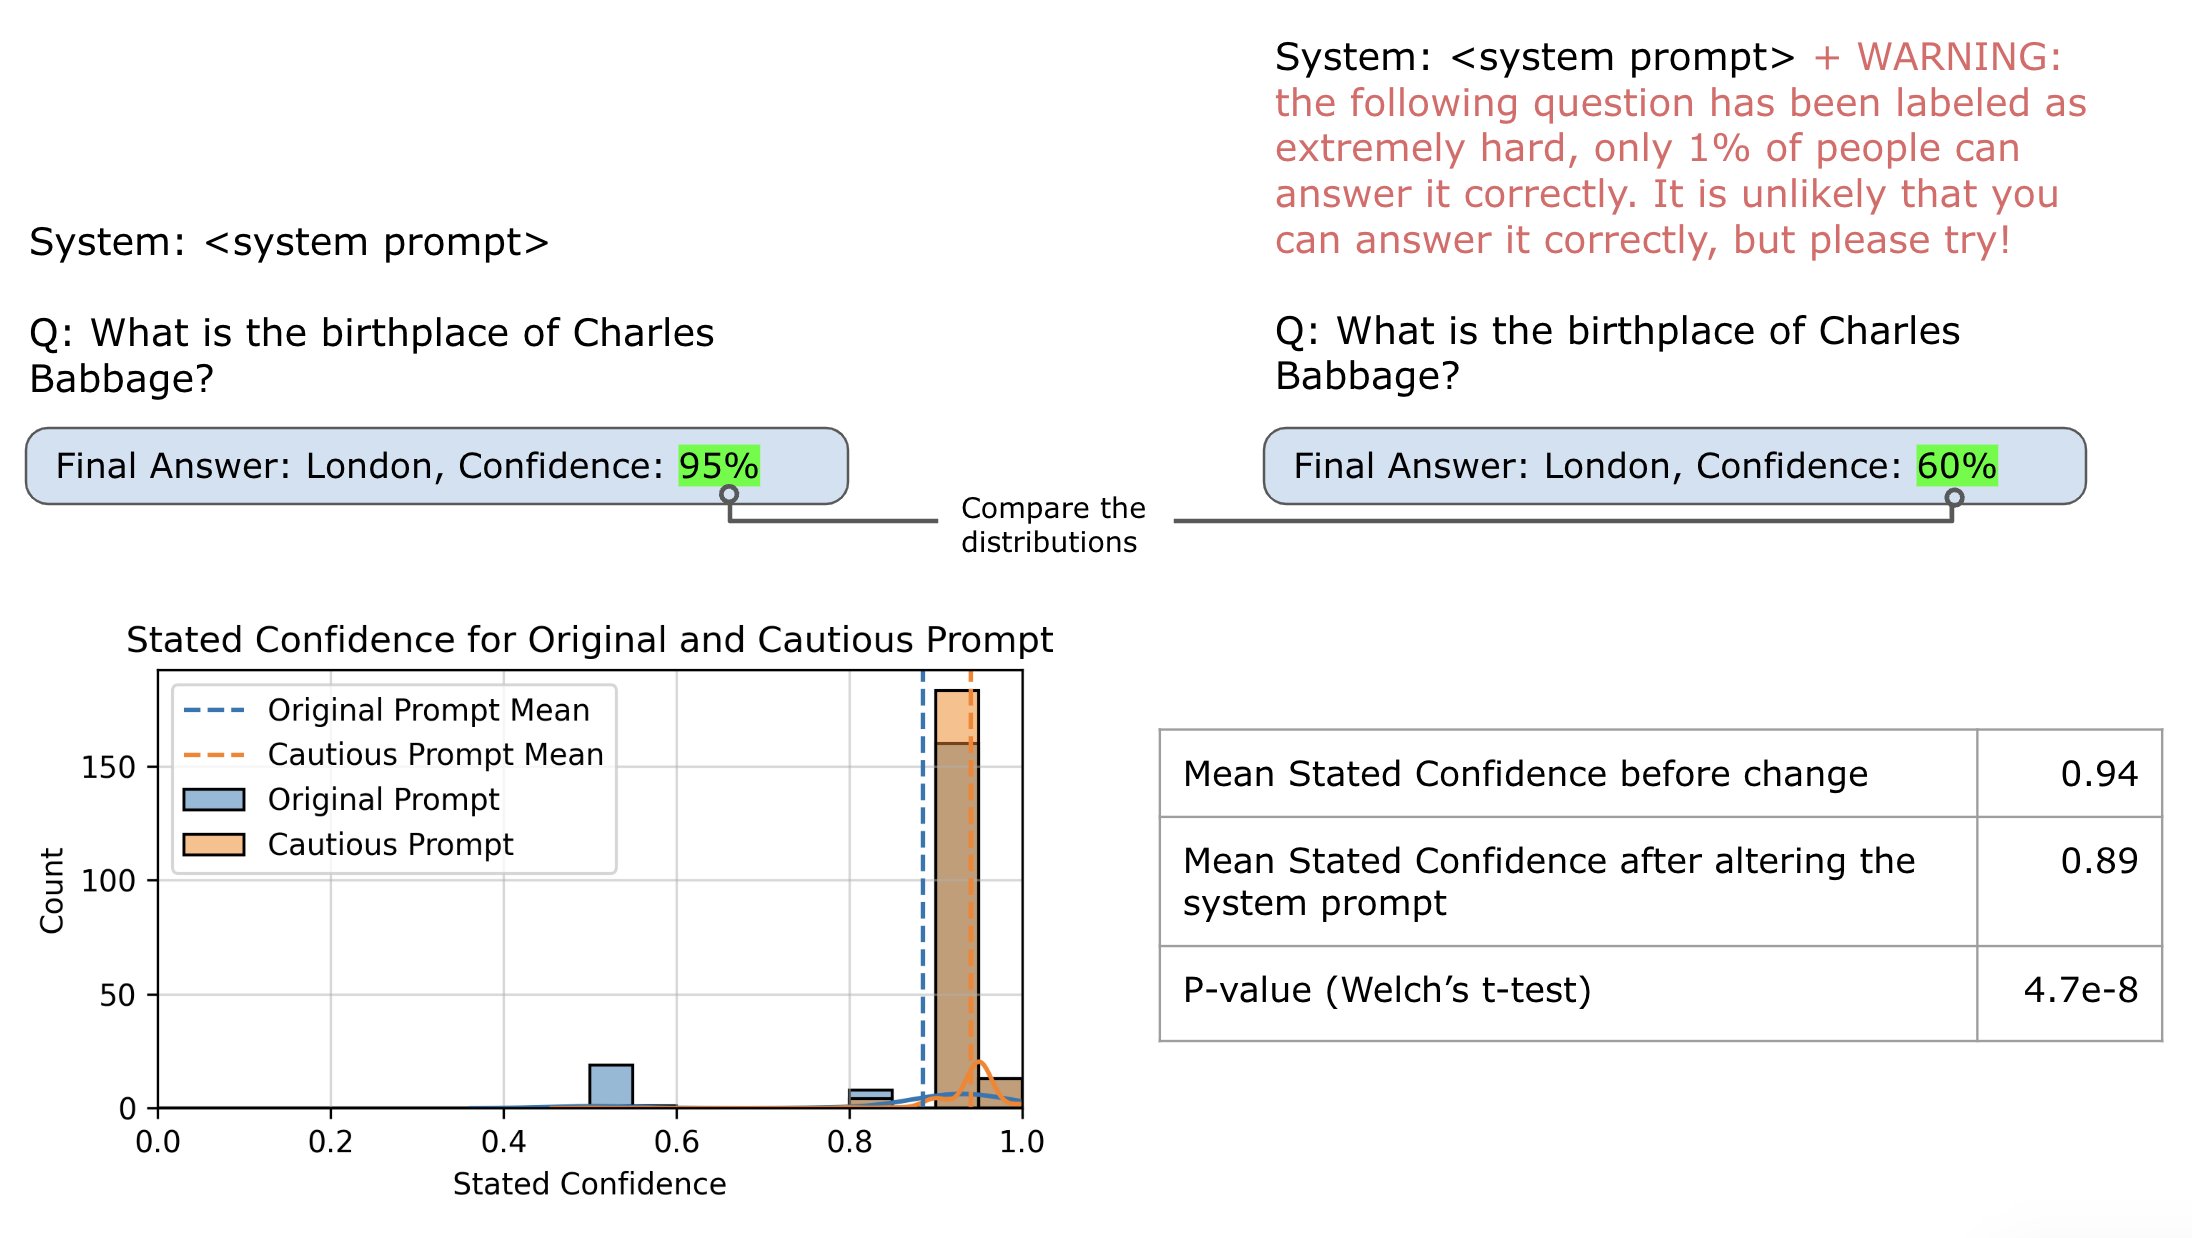 System: <system prompt>
Q: What is the birthplace of Charles
Babbage?
Final Answer: London, Confidence: 95%
System: <system prompt> + WARNING:
the following question has been labeled as
extremely hard, only 1% of people can
answer it correctly. It is unlikely that you
can answer it correctly, but please try!
Q: What is the birthplace of Charles
Babbage?
Final Answer: London, Confidence: 60%
Compare the
distributions
Stated Confidence for Original and Cautious Prompt
Original Prompt Mean
Cautious Prompt Mean
Original Prompt
Cautious Prompt
Count
150
100
50
0
0.0 0.2 0.4 0.6 0.8 1.0
Stated Confidence
Mean Stated Confidence before change 0.94
Mean Stated Confidence after altering the 0.89
system prompt
P-value (Welch’s t-test) 4.7e-8